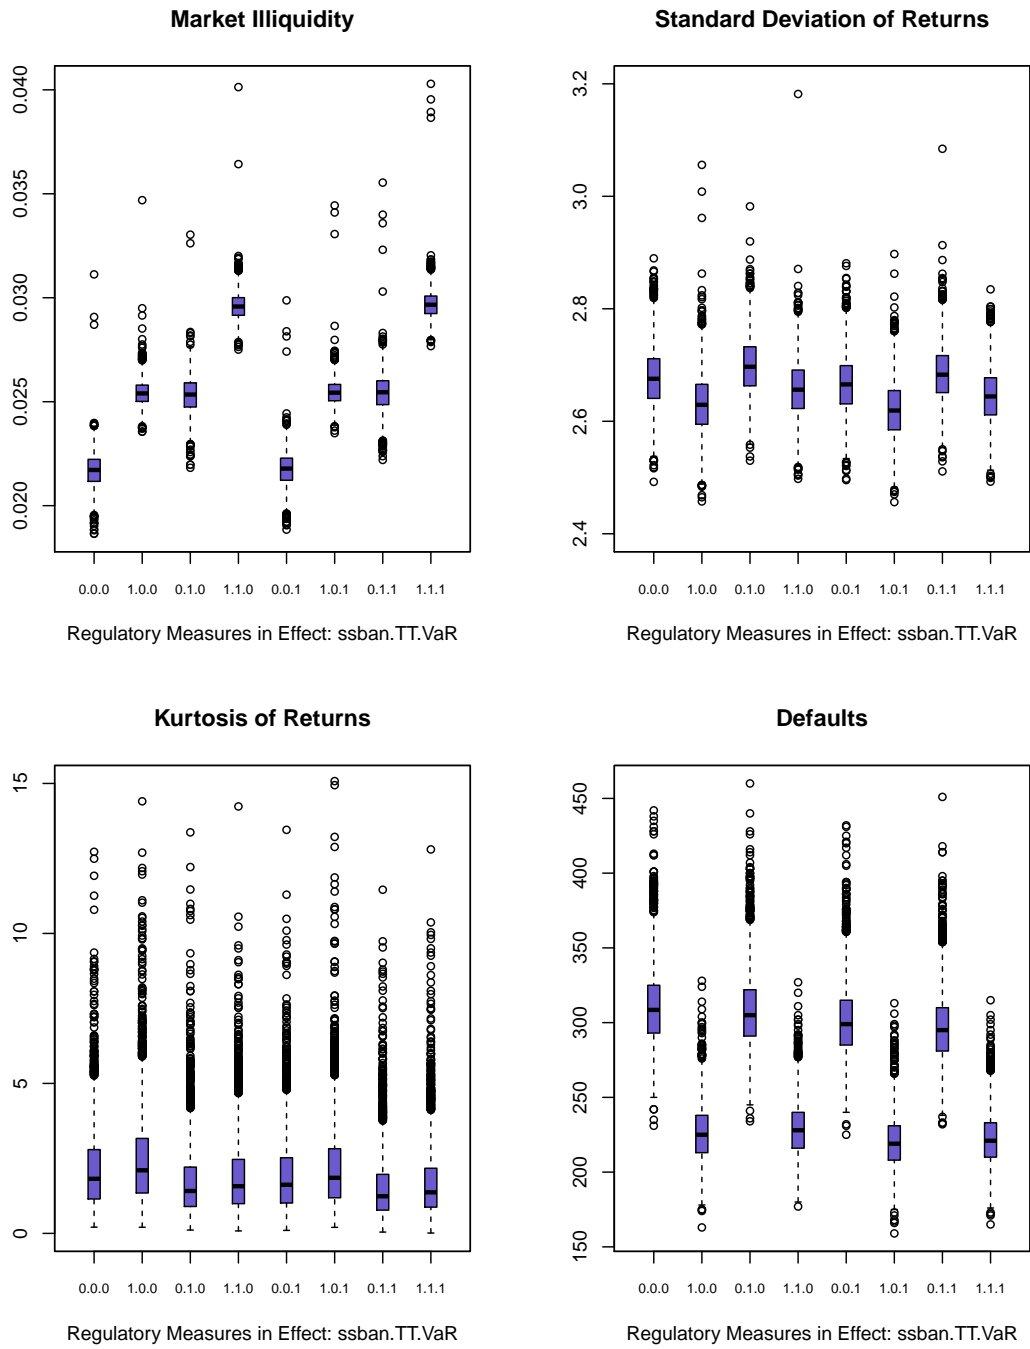 Market Illiquidity
0.040
0.035
0.030
0.025
0.020
0.0.0 1.0.0 0.1.0 1.1.0 0.0.1 1.0.1 0.1.1 1.1.1
Regulatory Measures in Effect: ssban.TT.VaR
Standard Deviation of Returns
3.2
3.0
2.8
2.6
2.4
0.0.0 1.0.0 0.1.0 1.1.0 0.0.1 1.0.1 0.1.1 1.1.1
Regulatory Measures in Effect: ssban.TT.VaR
Kurtosis of Returns
15
10
5
0
0.0.0 1.0.0 0.1.0 1.1.0 0.0.1 1.0.1 0.1.1 1.1.1
Regulatory Measures in Effect: ssban.TT.VaR
Defaults
450
400
350
300
250
200
150
0.0.0 1.0.0 0.1.0 1.1.0 0.0.1 1.0.1 0.1.1 1.1.1
Regulatory Measures in Effect: ssban.TT.VaR